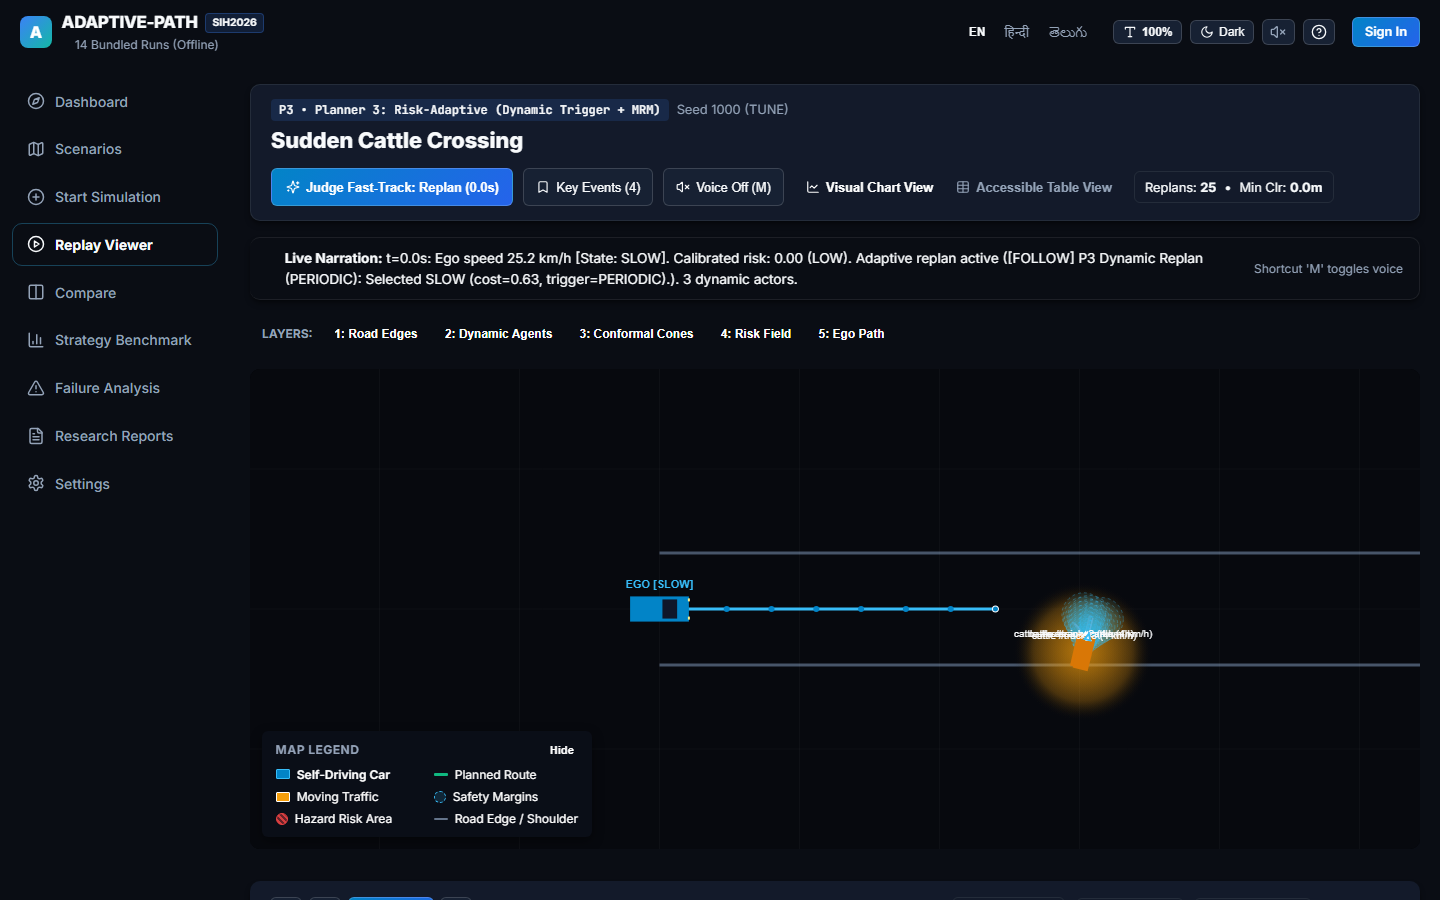 A
ADAPTIVE-PATH SIH2026
14 Bundled Runs (Offline)
EN हिन्दी తెలుగు 100% Dark Sign In
Dashboard
Scenarios
Start Simulation
Replay Viewer
Compare
Strategy Benchmark
Failure Analysis
Research Reports
Settings
P3 • Planner 3: Risk-Adaptive (Dynamic Trigger + MRM) Seed 1000 (TUNE)
Sudden Cattle Crossing
Judge Fast-Track: Replan (0.0s) Key Events (4) Voice Off (M) Visual Chart View Accessible Table View Replans: 25 • Min Clr: 0.0m
Live Narration: t=0.0s: Ego speed 25.2 km/h [State: SLOW]. Calibrated risk: 0.00 (LOW). Adaptive replan active ([FOLLOW] P3 Dynamic Replan
(PERIODIC): Selected SLOW (cost=0.63, trigger=PERIODIC).). 3 dynamic actors.
Shortcut 'M' toggles voice
LAYERS: 1: Road Edges 2: Dynamic Agents 3: Conformal Cones 4: Risk Field 5: Ego Path
EGO [SLOW]
MAP LEGEND Hide
Self-Driving Car Planned Route
Moving Traffic Safety Margins
Hazard Risk Area Road Edge / Shoulder